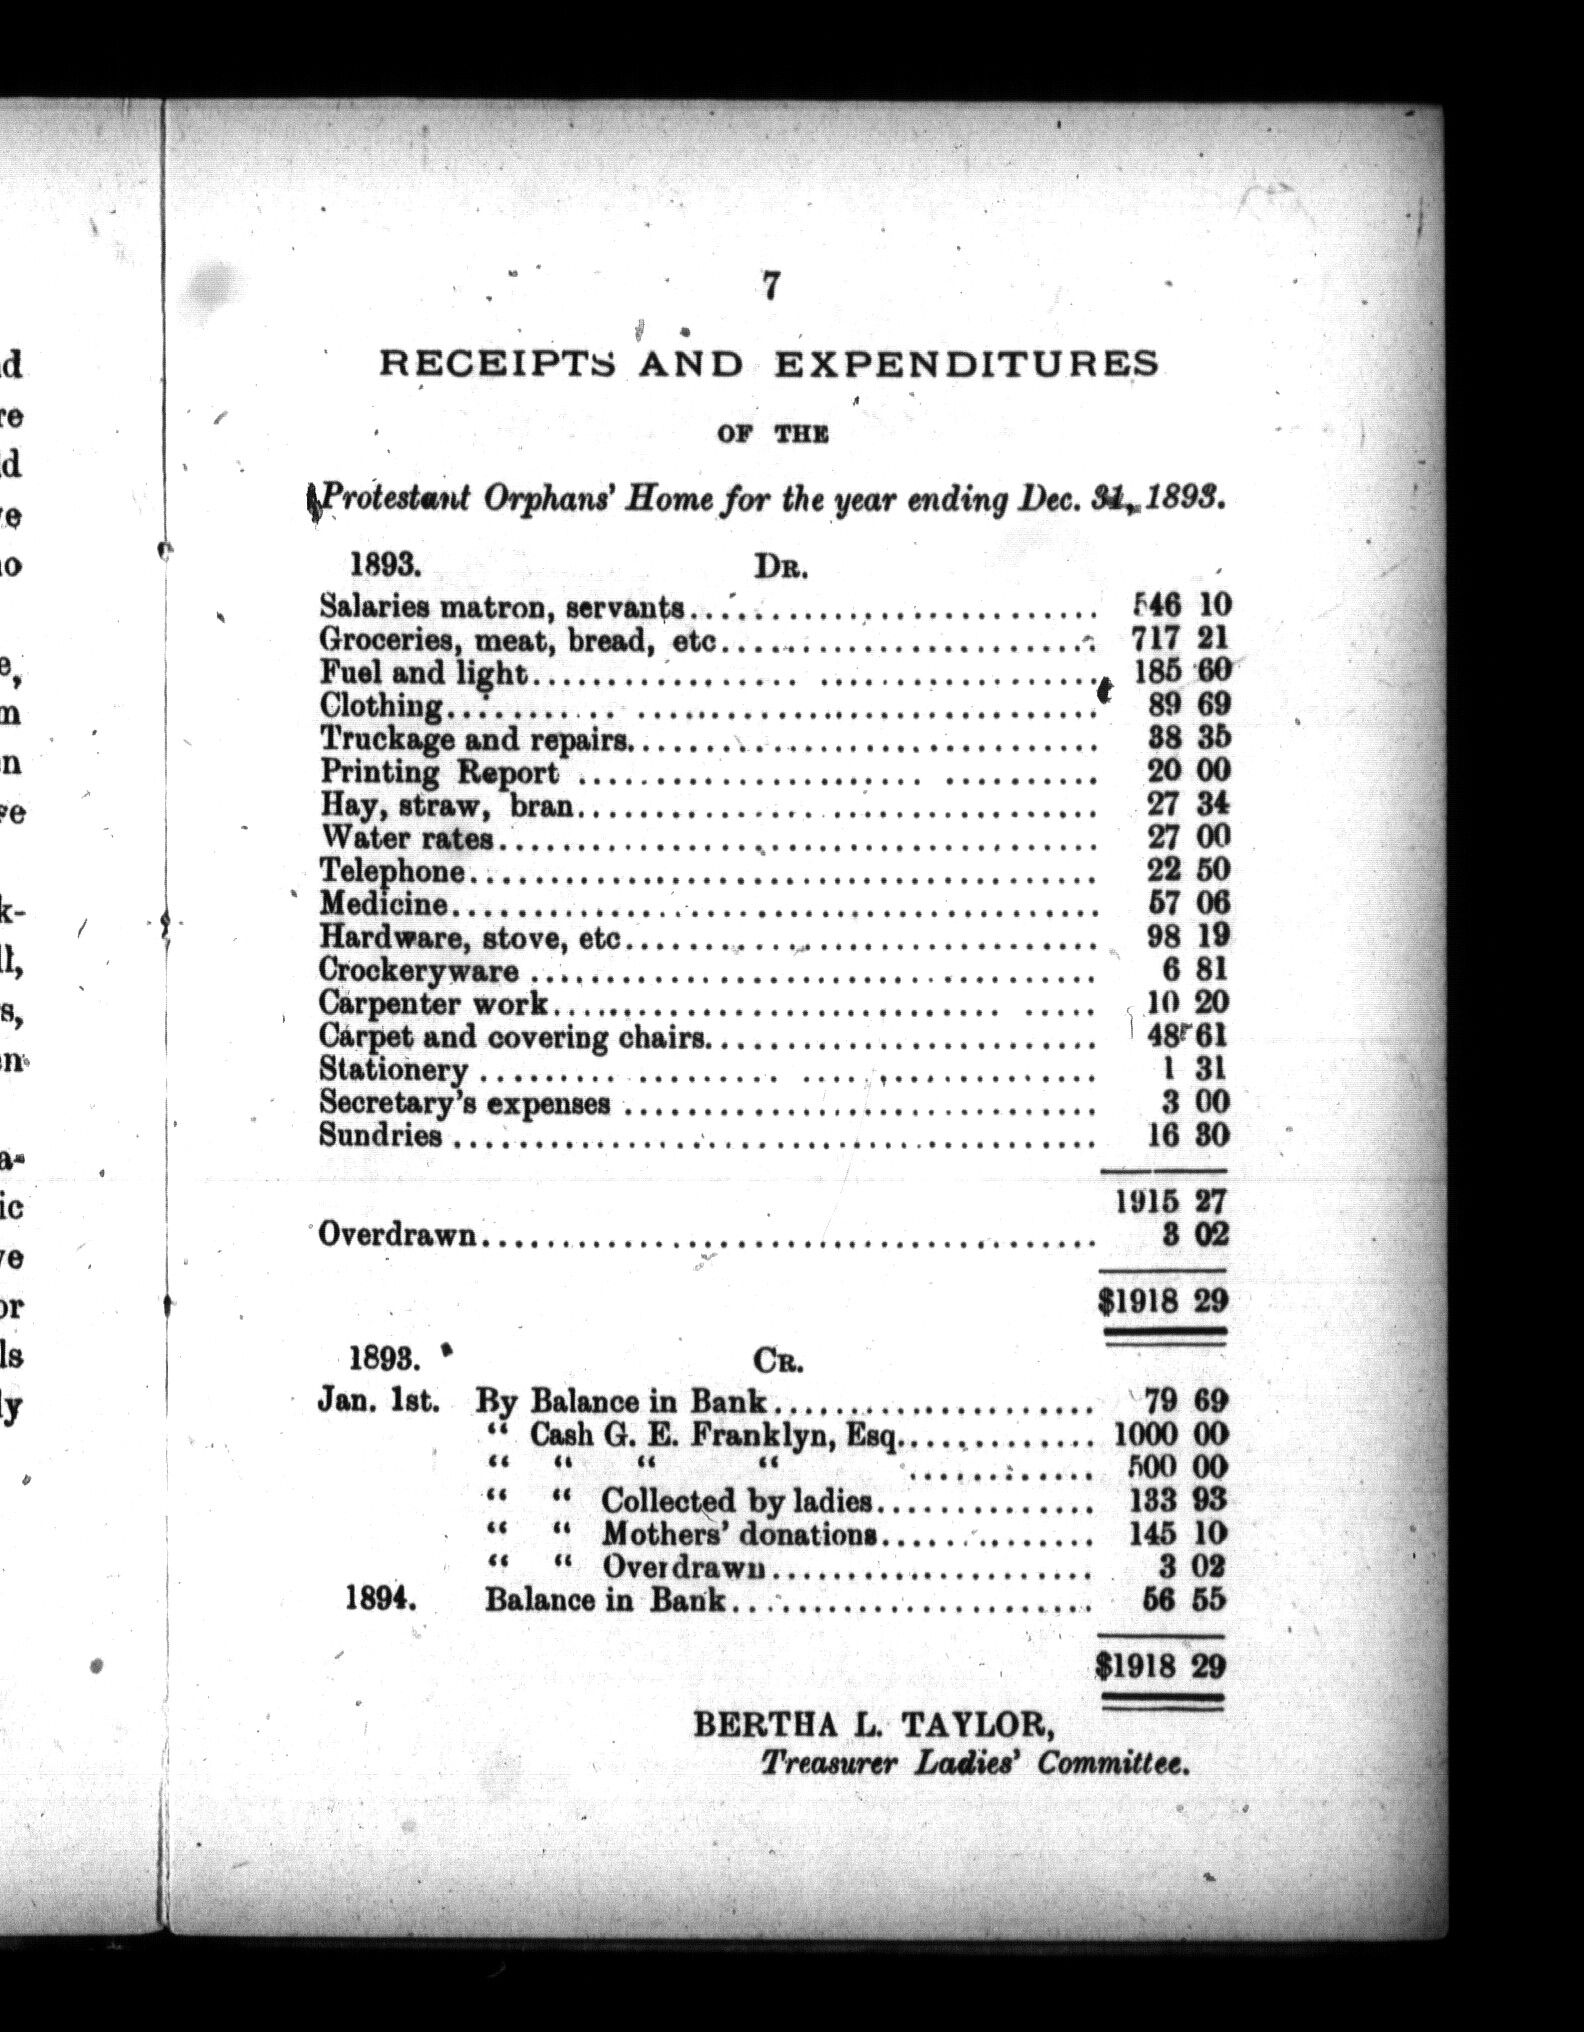 7
RECEIPTS AND EXPENDITURES
OF THE
Protestant Orphans' Home for the year ending Dec. 31, 1893.
1893. DR.
Salaries matron, servants........................ 546 10
Groceries, meat, bread, etc........................ 717 21
Fuel and light........................ 185 60
Clothing........................ 89 69
Truckage and repairs........................ 38 35
Printing Report ........................ 20 00
Hay, straw, bran........................ 27 34
Water rates........................ 27 00
Telephone........................ 22 50
Medicine........................ 57 06
Hardware, stove, etc........................ 98 19
Crockeryware ........................ 6 81
Carpenter work........................ 10 20
Carpet and covering chairs........................ 48 61
Stationery ........................ 1 31
Secretary's expenses ........................ 3 00
Sundries ........................ 16 30
1915 27
Overdrawn........................ 3 02
$1918 29
1893. CR.
Jan. 1st. By Balance in Bank.................... 79 69
“ Cash G. E. Franklyn, Esq............. 1000 00
“ “ “ “ ............ 500 00
“ “ Collected by ladies.............. 133 93
“ “ Mothers' donations............. 145 10
“ “ Overdrawn.................... 3 02
1894. Balance in Bank...................... 56 55
$1918 29
BERTHA L. TAYLOR,
Treasurer Ladies' Committee.